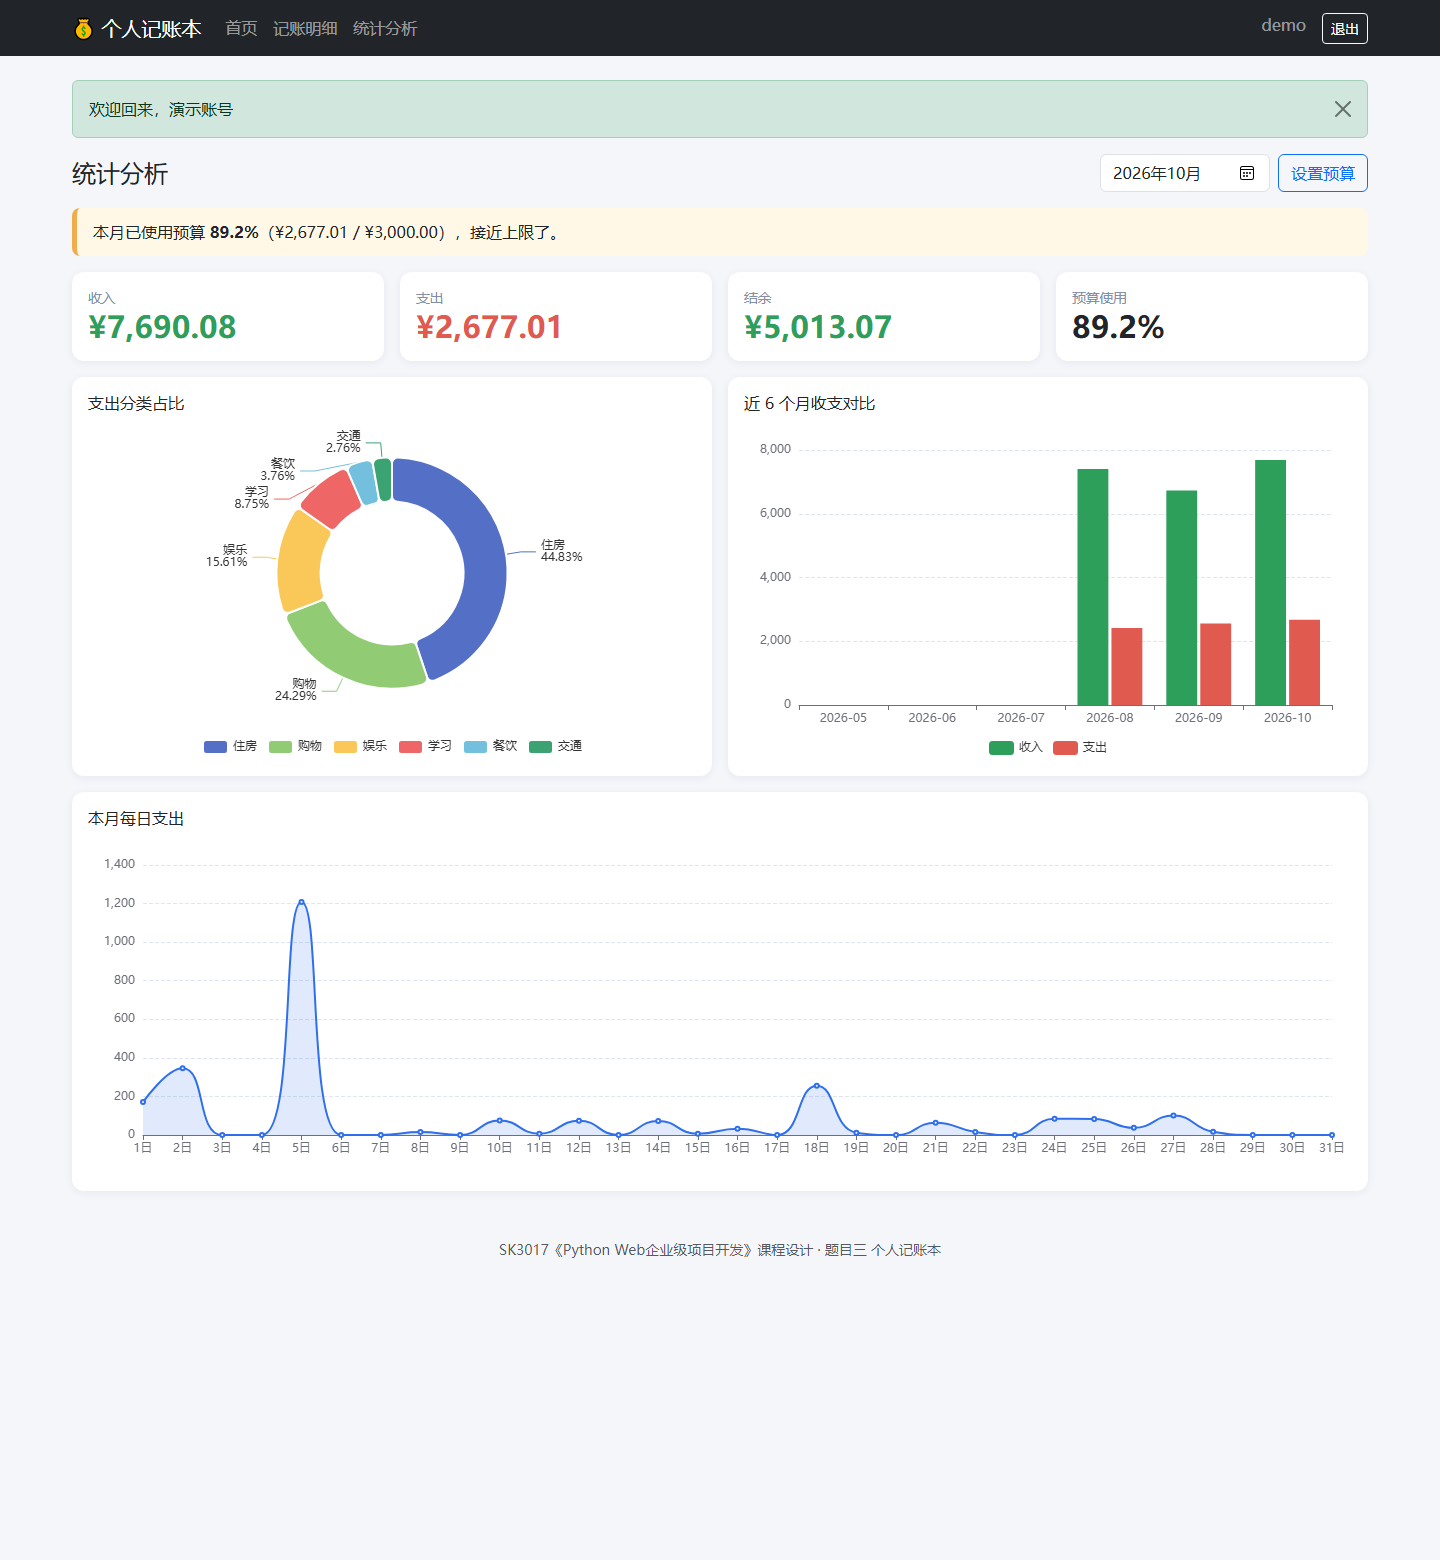 个人记账本 首页 记账明细 统计分析 demo 退出
欢迎回来，演示账号
统计分析 2026年10月 设置预算
本月已使用预算 89.2%（¥2,677.01 / ¥3,000.00），接近上限了。
收入
¥7,690.08
支出
¥2,677.01
结余
¥5,013.07
预算使用
89.2%
支出分类占比
交通
2.76%
餐饮
3.76%
学习
8.75%
娱乐
15.61%
住房
44.83%
购物
24.29%
住房 购物 娱乐 学习 餐饮 交通
近 6 个月收支对比
8,000
6,000
4,000
2,000
0
2026-05 2026-06 2026-07 2026-08 2026-09 2026-10
收入 支出
本月每日支出
1,400
1,200
1,000
800
600
400
200
0
1日 2日 3日 4日 5日 6日 7日 8日 9日 10日 11日 12日 13日 14日 15日 16日 17日 18日 19日 20日 21日 22日 23日 24日 25日 26日 27日 28日 29日 30日 31日
SK3017《Python Web企业级项目开发》课程设计 · 题目三 个人记账本